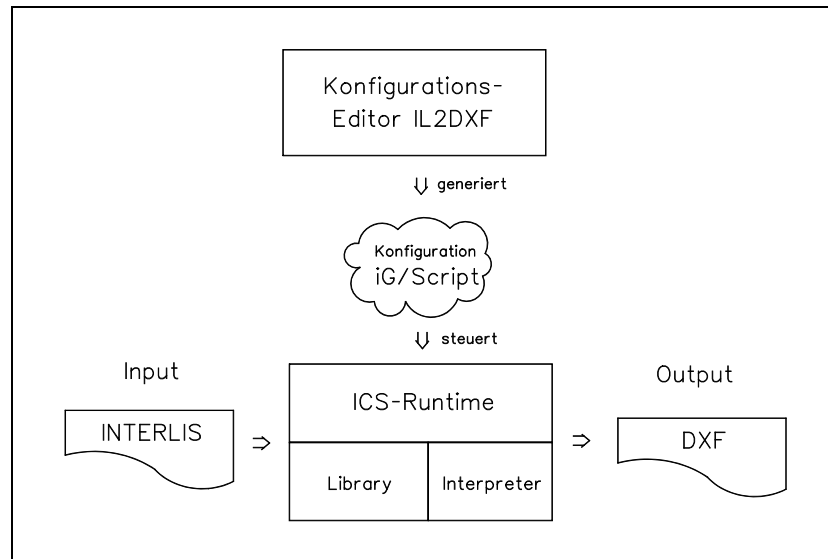 Konfigurations-
Editor IL2DXF
generiert
Konfiguration
iG/Script
steuert
Input
Output
INTERLIS
ICS-Runtime
DXF
Library
Interpreter